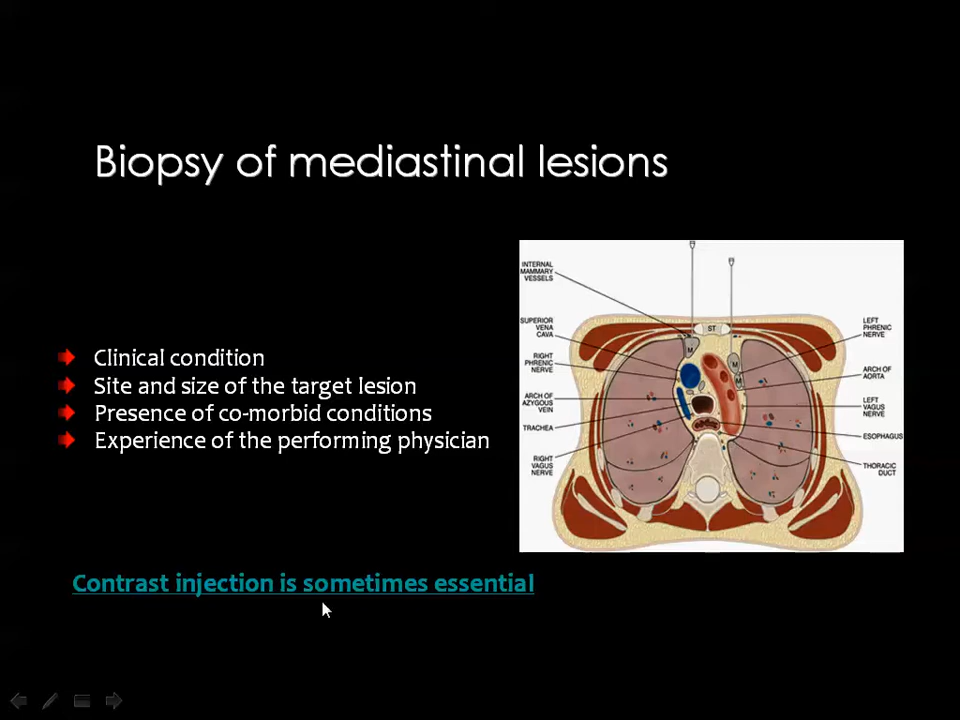 Biopsy of mediastinal lesions
Clinical condition
Site and size of the target lesion
Presence of co-morbid conditions
Experience of the performing physician
Contrast injection is sometimes essential
INTERNAL
MAMMARY
VESSELS
SUPERIOR
VENA
CAVA
RIGHT
PHRENIC
NERVE
ARCH OF
AZYGOUS
VEIN
TRACHEA
RIGHT
VAGUS
NERVE
ST
M
M
M
LEFT
PHRENIC
NERVE
ARCH OF
AORTA
LEFT
VAGUS
NERVE
ESOPHAGUS
THORACIC
DUCT